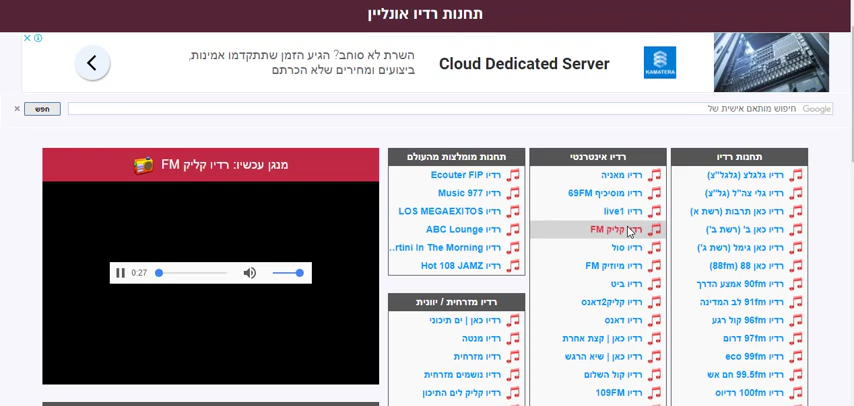 תחנות רדיו אונליין
השרת לא סוחב? הגיע הזמן שתתקדמו אמינות,
ביצועים ומחירים שלא הכרתם
Cloud Dedicated Server
KAMATERA
Google חיפוש מותאם אישית של
חפש
×
תחנות רדיו
רדיו גלגלצ (גלגל"צ)
רדיו גלי צה"ל (גל"צ)
רדיו כאן תרבות (רשת א)
רדיו כאן ב' (רשת ב')
רדיו כאן גימל (רשת ג')
רדיו כאן 88 (88fm)
רדיו 90fm אמצע הדרך
רדיו 91fm לב המדינה
רדיו 96fm קול רגע
רדיו 97fm דרום
רדיו eco 99fm
רדיו 99.5fm חם אש
רדיו 100fm רדיוס
רדיו אינטרנטי
רדיו מאניה
רדיו מוסיכיף 69FM
רדיו live1
רדיו קליק FM
רדיו סול
רדיו מיוזיק FM
רדיו ביט
רדיו קליק2דאנס
רדיו דאנס
רדיו כאן | קצת אחרת
רדיו כאן | שיא הרגש
רדיו קול השלום
רדיו 109FM
תחנות מומלצות מהעולם
רדיו Ecouter FIP
רדיו Music 977
רדיו LOS MEGAEXITOS
רדיו ABC Lounge
רדיו rtini In The Morning...
רדיו Hot 108 JAMZ
רדיו מזרחית / יוונית
רדיו כאן | ים תיכוני
רדיו מנטה
רדיו מזרחית
רדיו נושמים מזרחית
רדיו קליק לים התיכון
מנגן עכשיו: רדיו קליק FM
0:27